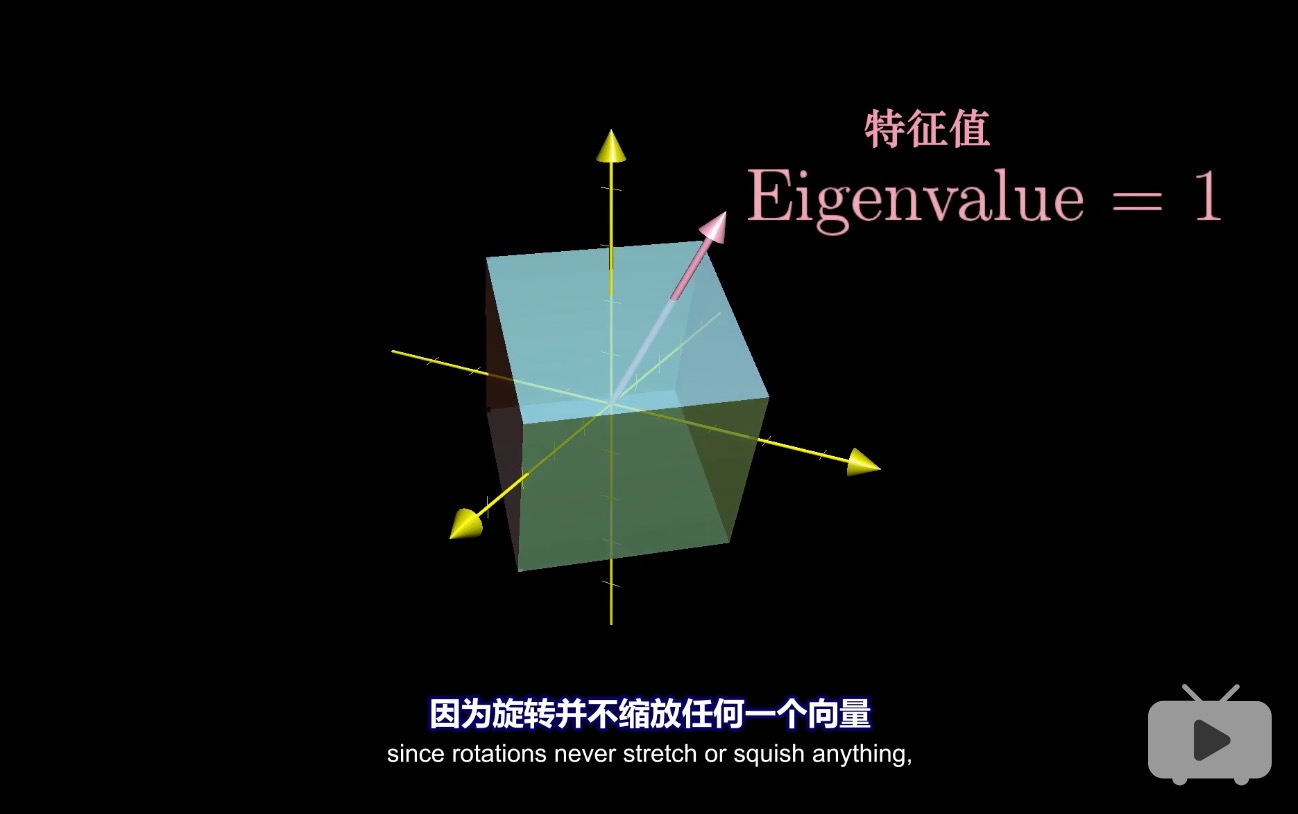 特征值
Eigenvalue = 1
因为旋转并不缩放任何一个向量
since rotations never stretch or squish anything,